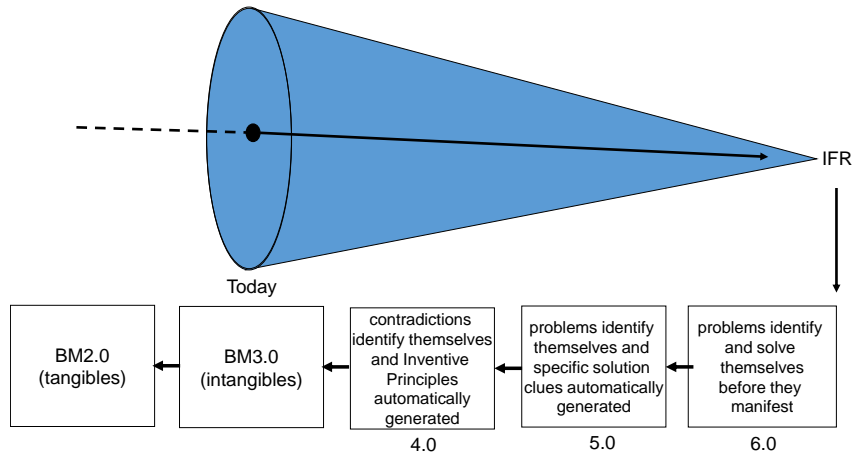 IFR
Today
BM2.0
(tangibles)
BM3.0
(intangibles)
contradictions
identify themselves
and Inventive
Principles
automatically
generated
problems identify
themselves and
specific solution
clues automatically
generated
problems identify
and solve
themselves
before they
manifest
4.0
5.0
6.0